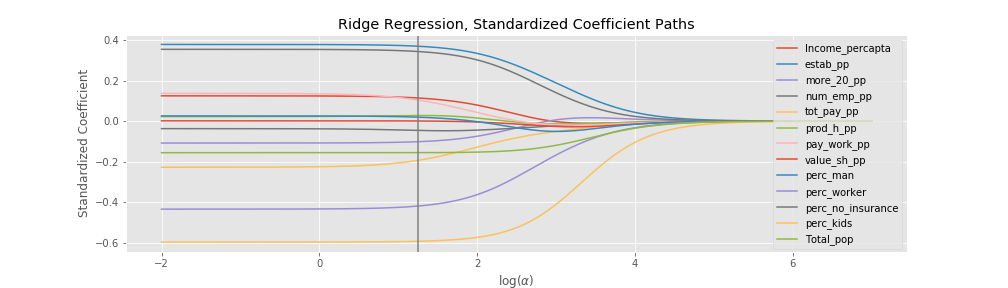 Ridge Regression, Standardized Coefficient Paths
Standardized Coefficient
0.4
0.2
0.0
−0.2
−0.4
−0.6
−2
0
2
4
6
log(α)
Income_percapta
estab_pp
more_20_pp
num_emp_pp
tot_pay_pp
prod_h_pp
pay_work_pp
value_sh_pp
perc_man
perc_worker
perc_no_insurance
perc_kids
Total_pop